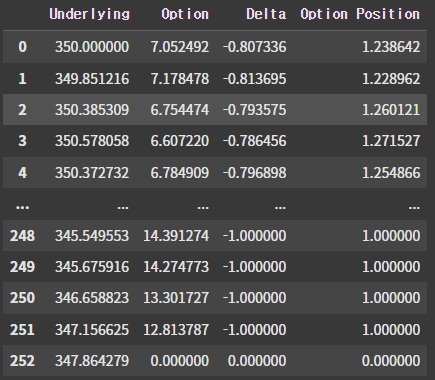 Underlying Option Delta Option Position
0 350.000000 7.052492 -0.807336 1.238642
1 349.851216 7.178478 -0.813695 1.228962
2 350.385309 6.754474 -0.793575 1.260121
3 350.578058 6.607220 -0.786456 1.271527
4 350.372732 6.784909 -0.796898 1.254866
... ... ... ... ...
248 345.549553 14.391274 -1.000000 1.000000
249 345.675916 14.274773 -1.000000 1.000000
250 346.658823 13.301727 -1.000000 1.000000
251 347.156625 12.813787 -1.000000 1.000000
252 347.864279 0.000000 0.000000 0.000000